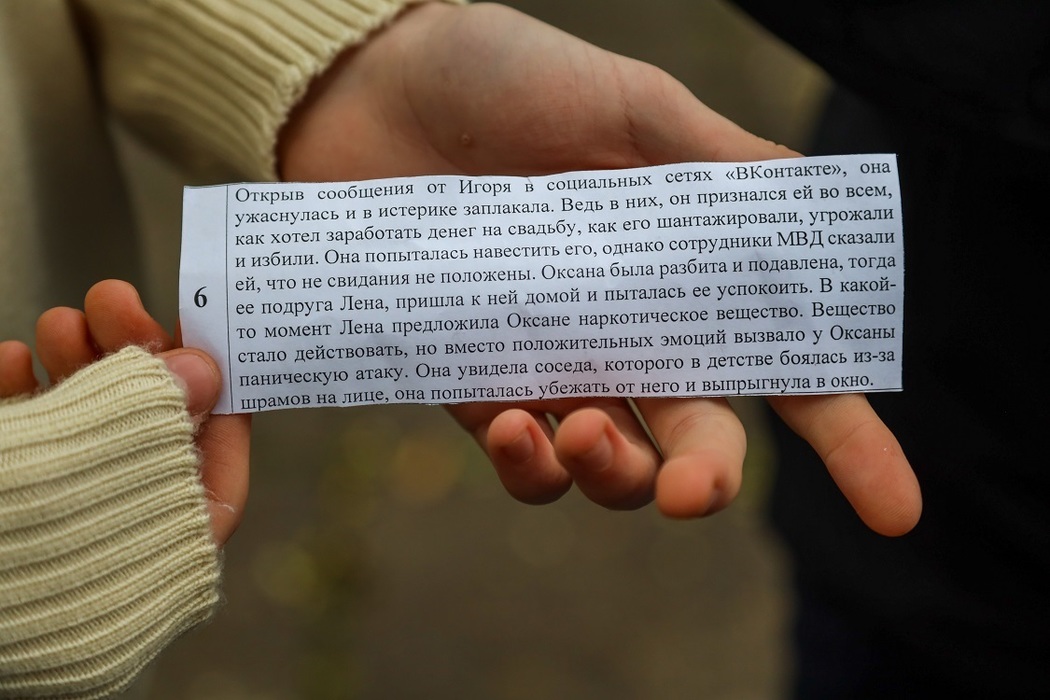 Открыв сообщения от Игоря в социальных сетях «ВКонтакте», она
ужаснулась и в истерике заплакала. Ведь в них, он признался ей во всем,
как хотел заработать денег на свадьбу, как его шантажировали, угрожали
и избили. Она попыталась навестить его, однако сотрудники МВД сказали
ей, что не свидания не положены. Оксана была разбита и подавлена, тогда
6
ее подруга Лена, пришла к ней домой и пыталась ее успокоить. В какой-
то момент Лена предложила Оксане наркотическое вещество. Вещество
стало действовать, но вместо положительных эмоций вызвало у Оксаны
паническую атаку. Она увидела соседа, которого в детстве боялась из-за
шрамов на лице, она попыталась убежать от него и выпрыгнула в окно.